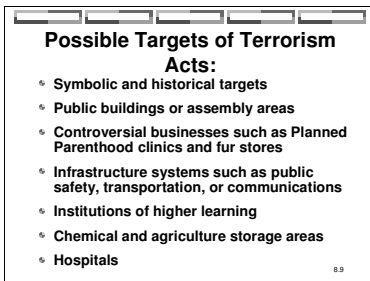 Possible Targets of Terrorism
Acts:
Symbolic and historical targets
Public buildings or assembly areas
Controversial businesses such as Planned
Parenthood clinics and fur stores
Infrastructure systems such as public
safety, transportation, or communications
Institutions of higher learning
Chemical and agriculture storage areas
Hospitals
8.9